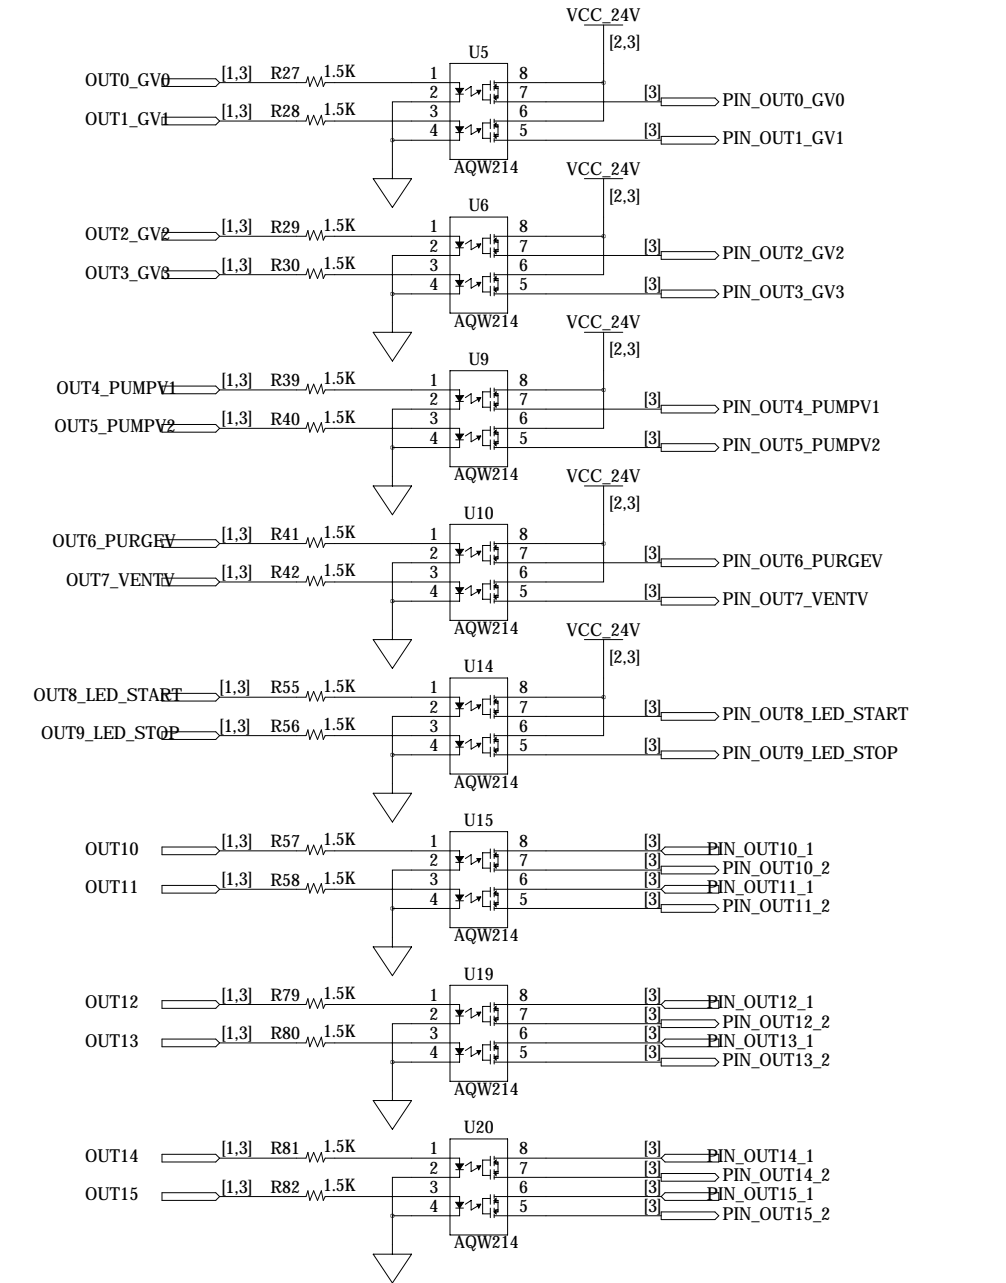 VCC_24V
[2,3]
U5
OUT0_GV0 [1,3] R27 1.5K 1 8
2 7 [3] PIN_OUT0_GV0
OUT1_GV1 [1,3] R28 1.5K 3 6
4 5 [3] PIN_OUT1_GV1
AQW214
VCC_24V
[2,3]
U6
OUT2_GV2 [1,3] R29 1.5K 1 8
2 7 [3] PIN_OUT2_GV2
OUT3_GV3 [1,3] R30 1.5K 3 6
4 5 [3] PIN_OUT3_GV3
AQW214
VCC_24V
[2,3]
U9
OUT4_PUMPV1 [1,3] R39 1.5K 1 8
2 7 [3] PIN_OUT4_PUMPV1
OUT5_PUMPV2 [1,3] R40 1.5K 3 6
4 5 [3] PIN_OUT5_PUMPV2
AQW214
VCC_24V
[2,3]
U10
OUT6_PURGEV [1,3] R41 1.5K 1 8
2 7 [3] PIN_OUT6_PURGEV
OUT7_VENTV [1,3] R42 1.5K 3 6
4 5 [3] PIN_OUT7_VENTV
AQW214
VCC_24V
[2,3]
U14
OUT8_LED_START [1,3] R55 1.5K 1 8
2 7 [3] PIN_OUT8_LED_START
OUT9_LED_STOP [1,3] R56 1.5K 3 6
4 5 [3] PIN_OUT9_LED_STOP
AQW214
U15
OUT10 [1,3] R57 1.5K 1 8 [3] PIN_OUT10_1
2 7 [3] PIN_OUT10_2
OUT11 [1,3] R58 1.5K 3 6 [3] PIN_OUT11_1
4 5 [3] PIN_OUT11_2
AQW214
U19
OUT12 [1,3] R79 1.5K 1 8 [3] PIN_OUT12_1
2 7 [3] PIN_OUT12_2
OUT13 [1,3] R80 1.5K 3 6 [3] PIN_OUT13_1
4 5 [3] PIN_OUT13_2
AQW214
U20
OUT14 [1,3] R81 1.5K 1 8 [3] PIN_OUT14_1
2 7 [3] PIN_OUT14_2
OUT15 [1,3] R82 1.5K 3 6 [3] PIN_OUT15_1
4 5 [3] PIN_OUT15_2
AQW214